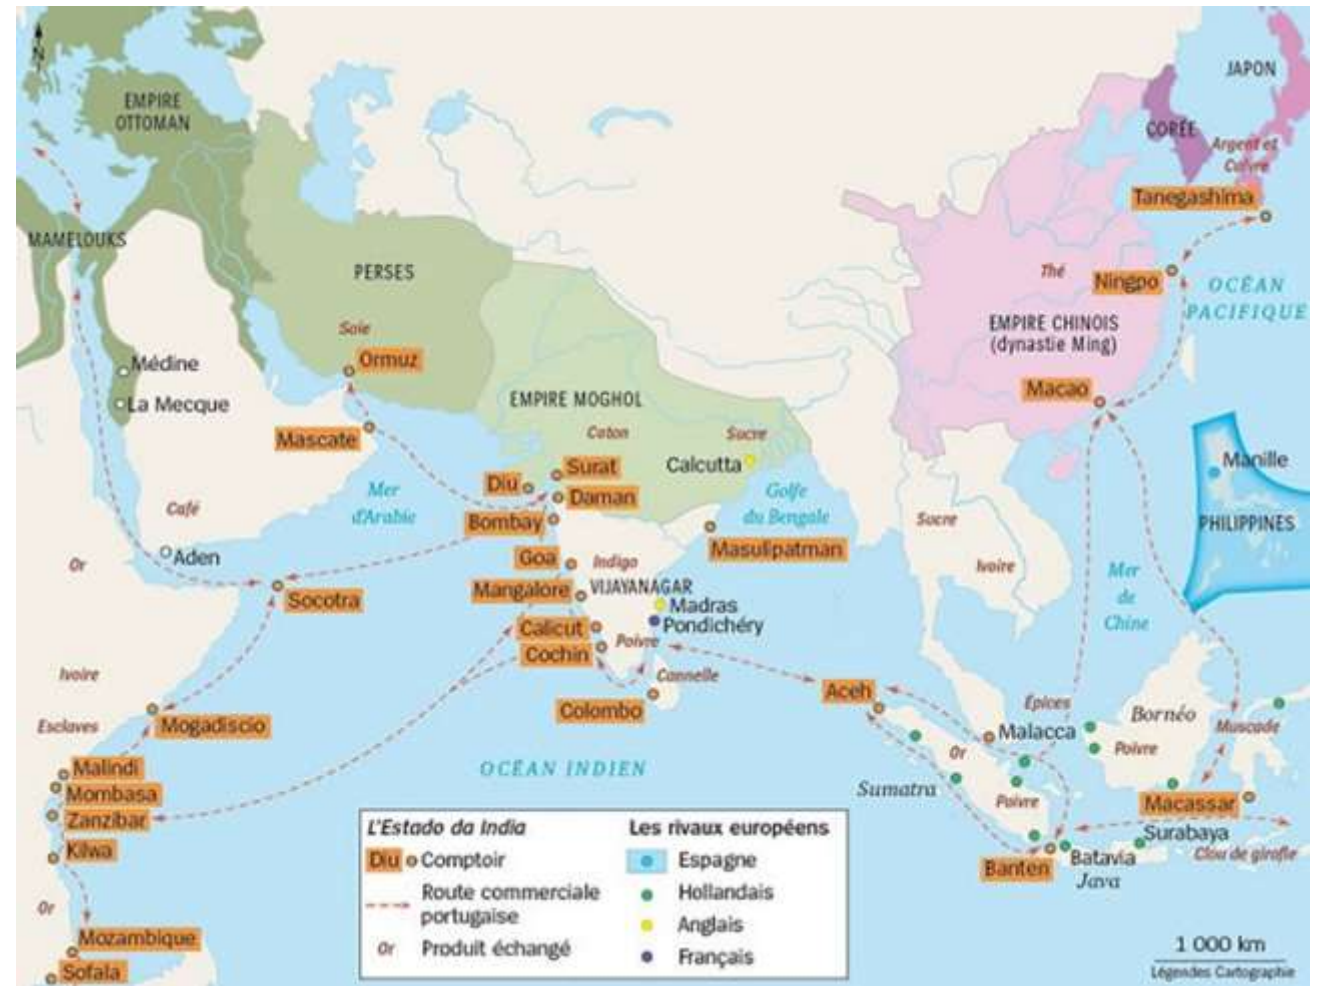 N
EMPIRE
OTTOMAN
JAPON
CORÉE
Argent et
Cuivre
Tanegashima
MAMELOUKS
PERSES
Thé
Ningpo
OCÉAN
PACIFIQUE
Soie
Ormuz
EMPIRE CHINOIS
(dynastie Ming)
Médine
La Mecque
EMPIRE MOGHOL
Macao
Mascate
Coton
Sucre
Calcutta
Manille
Surat
Diu
Daman
Mer
d'Arabie
Golfe
du Bengale
Café
Bombay
Masulipatman
Sucre
PHILIPPINES
Aden
Or
Goa
Indigo
Ivoire
Mer
de
Chine
Socotra
Mangalore
VIJAYANAGAR
Madras
Pondichéry
Calicut
Poivre
Cochin
Ivoire
Cannelle
Aceh
Colombo
Esclaves
Mogadiscio
Épices
Malacca
Bornéo
Muscade
Poivre
Or
Malindi
Mombasa
OCÉAN INDIEN
Sumatra
Poivre
Macassar
Zanzibar
Surabaya
Kilwa
Banten
Batavia
Java
Clou de girofle
Or
Mozambique
Sofala
L'Estado da India
Diu Comptoir
Route commerciale
portugaise
Or Produit échangé
Les rivaux européens
Espagne
Hollandais
Anglais
Français
1 000 km
Légendes Cartographie